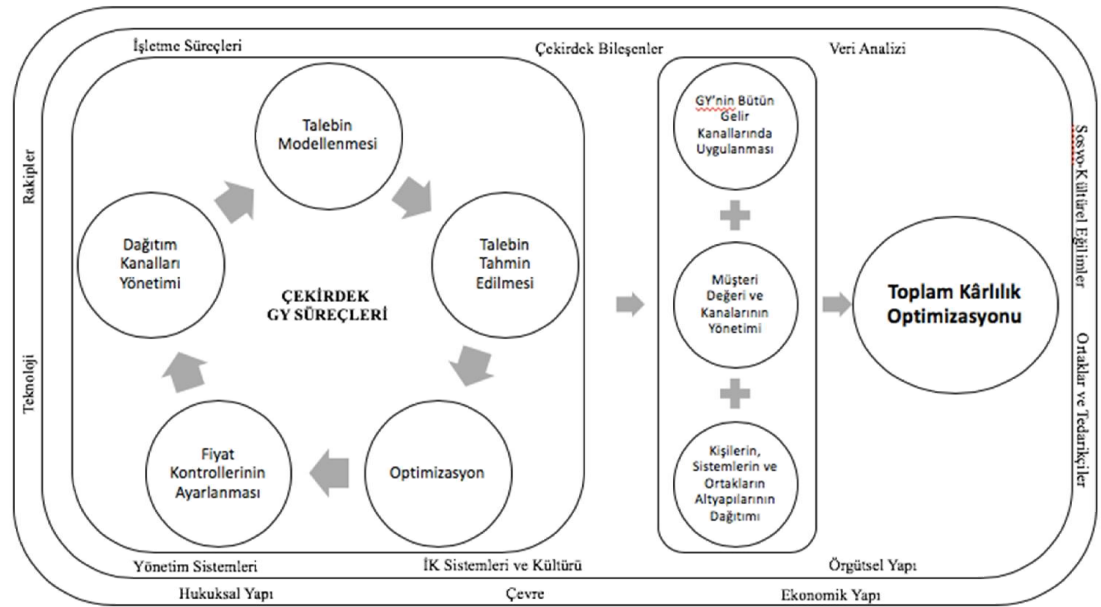 İşletme Süreçleri
Çekirdek Bileşenler
Veri Analizi
Rakipler
Teknoloji
Talebin
Modellenmesi
Dağıtım
Kanalları
Yönetimi
Talebin
Tahmin
Edilmesi
ÇEKİRDEK
GY SÜREÇLERİ
Fiyat
Kontrollerinin
Ayarlanması
Optimizasyon
GY’nin Bütün
Gelir
Kanallarında
Uygulanması
Müşteri
Değeri ve
Kanalarının
Yönetimi
Kişilerin,
Sistemlerin ve
Ortakların
Altyapılarının
Dağıtımı
Toplam Kârlılık
Optimizasyonu
Sosyo-Kültürel Eğilimler
Ortaklar ve Tedarikçiler
Yönetim Sistemleri
İK Sistemleri ve Kültürü
Örgütsel Yapı
Hukuksal Yapı
Çevre
Ekonomik Yapı